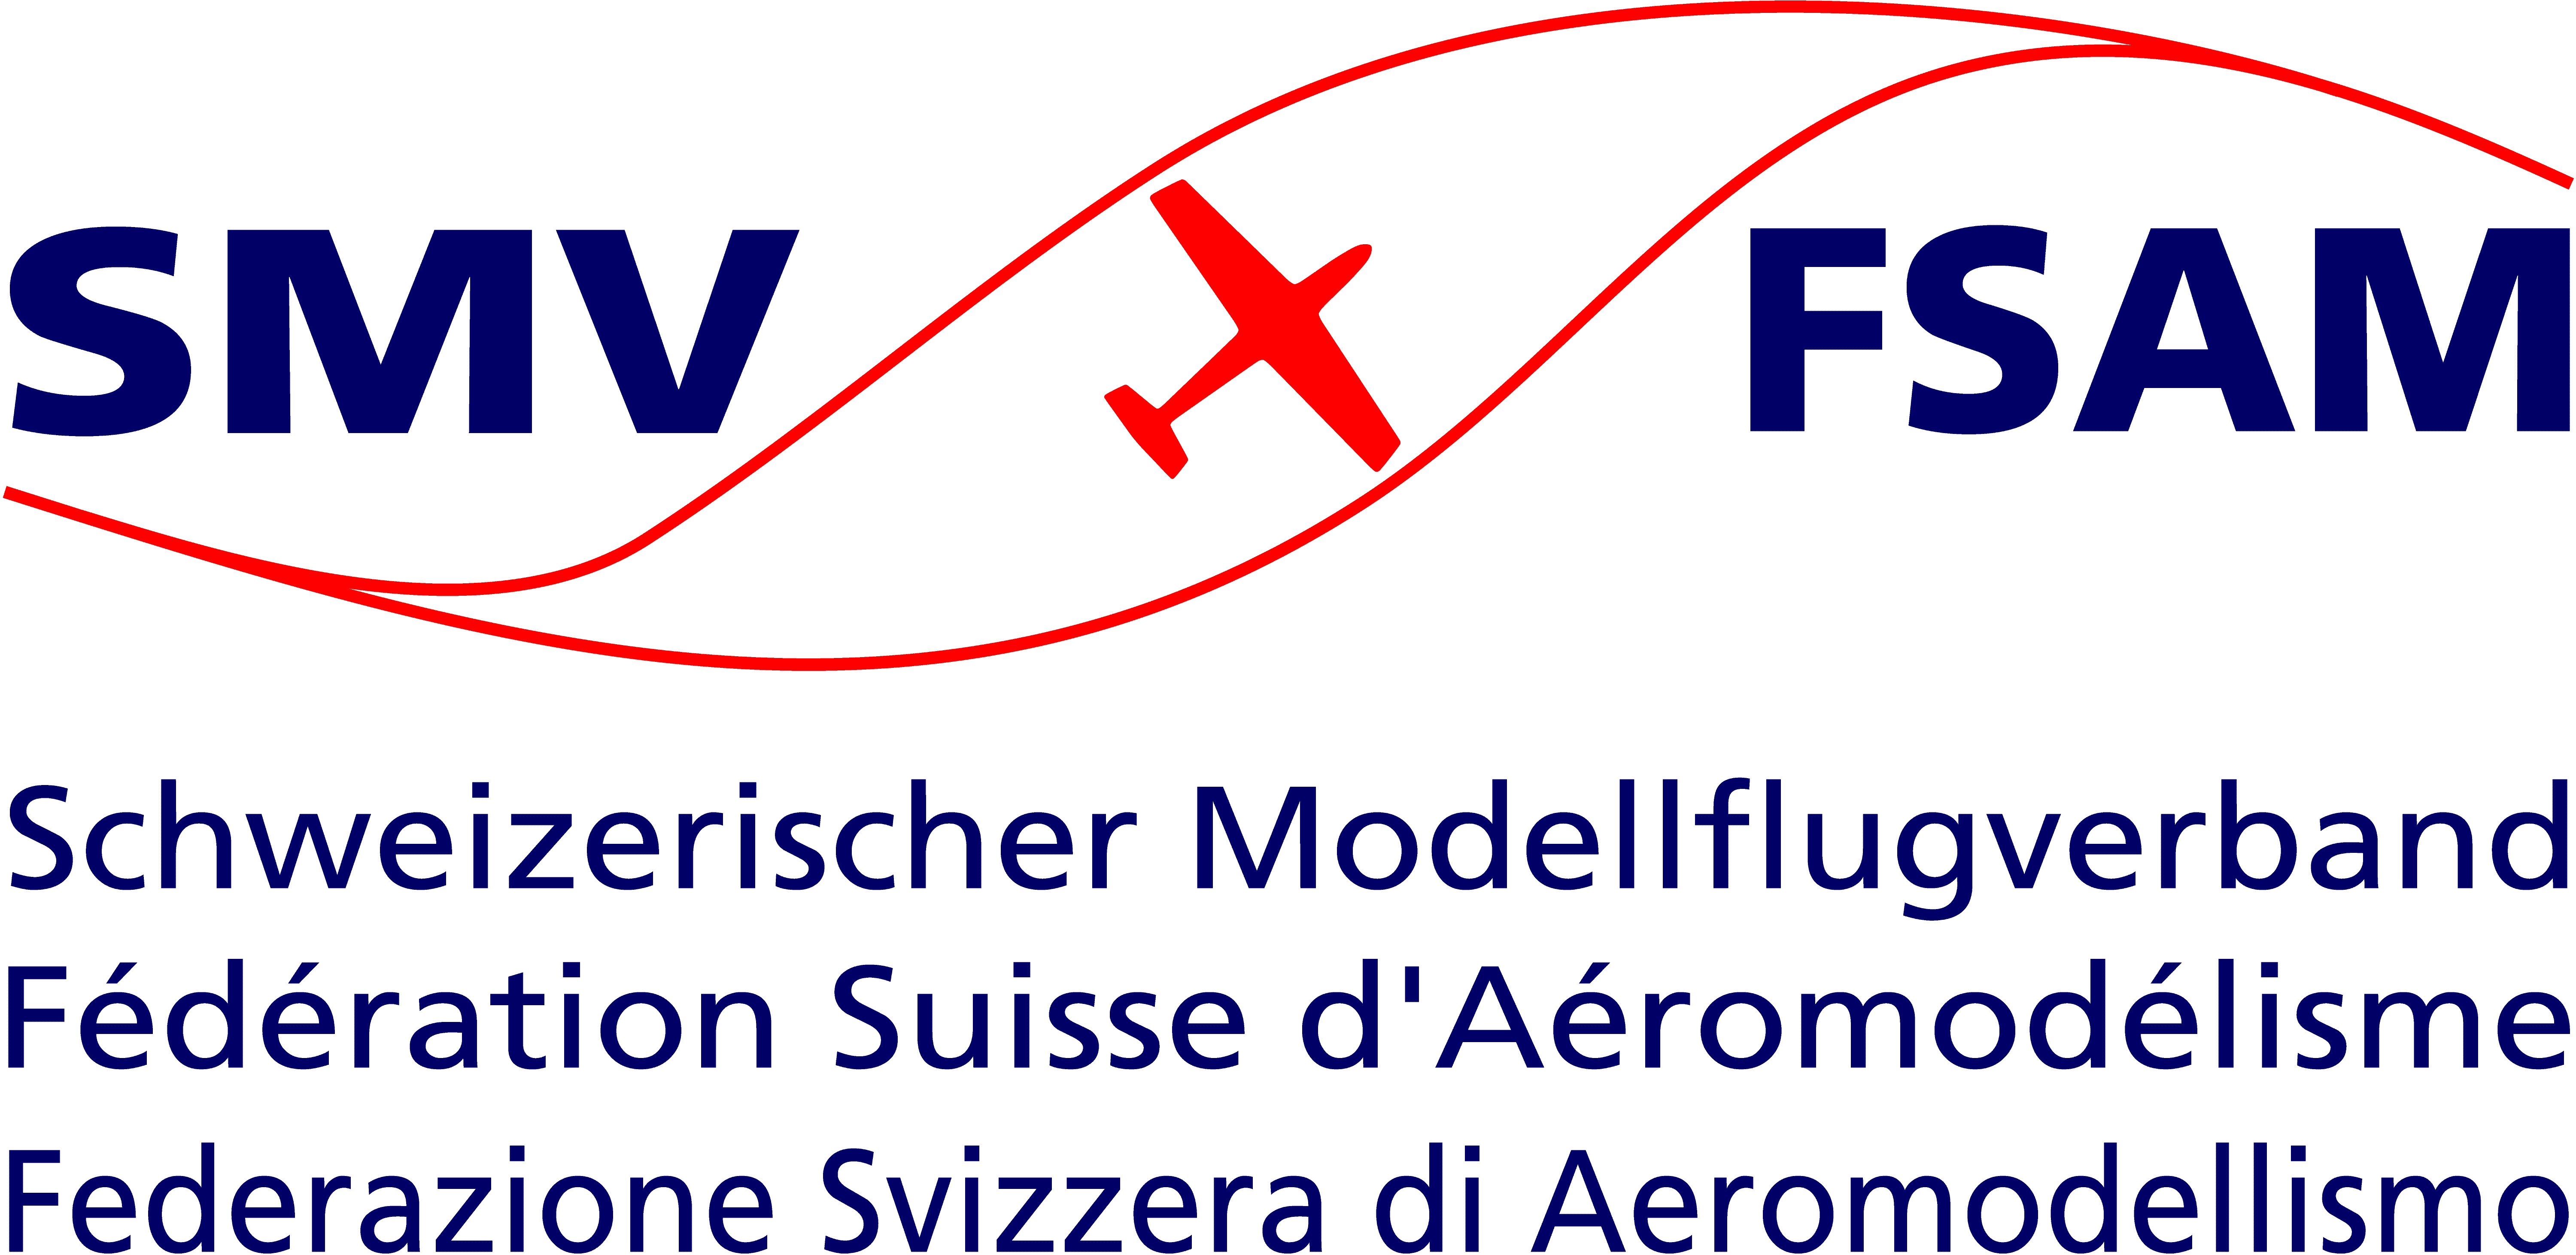 SMV FSAM
Schweizerischer Modellflugverband
Fédération Suisse d'Aéromodélisme
Federazione Svizzera di Aeromodellismo